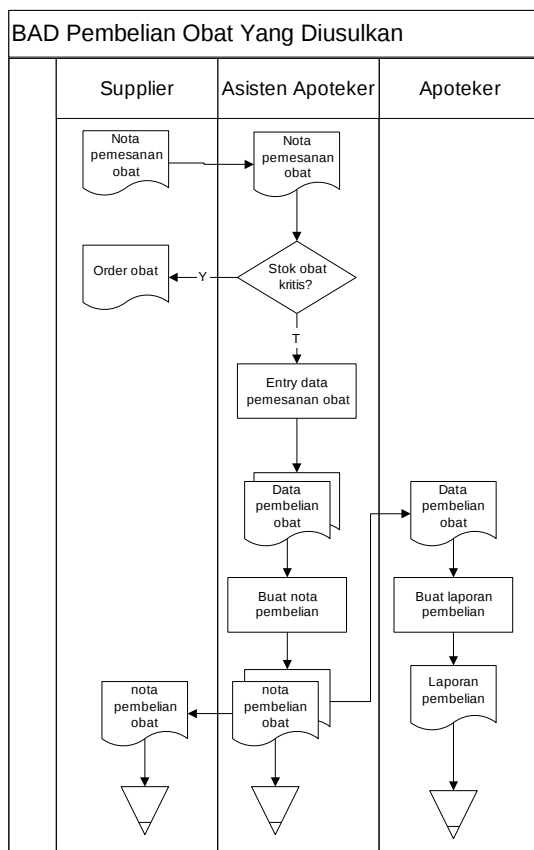 BAD Pembelian Obat Yang Diusulkan
Supplier
Asisten Apoteker
Apoteker
Nota
pemesanan
obat
Nota
pemesanan
obat
Order obat
Y
Stok obat
kritis?
T
Entry data
pemesanan obat
Data
pembelian
obat
Data
pembelian
obat
Buat nota
pembelian
Buat laporan
pembelian
nota
pembelian
obat
nota
pembelian
obat
Laporan
pembelian